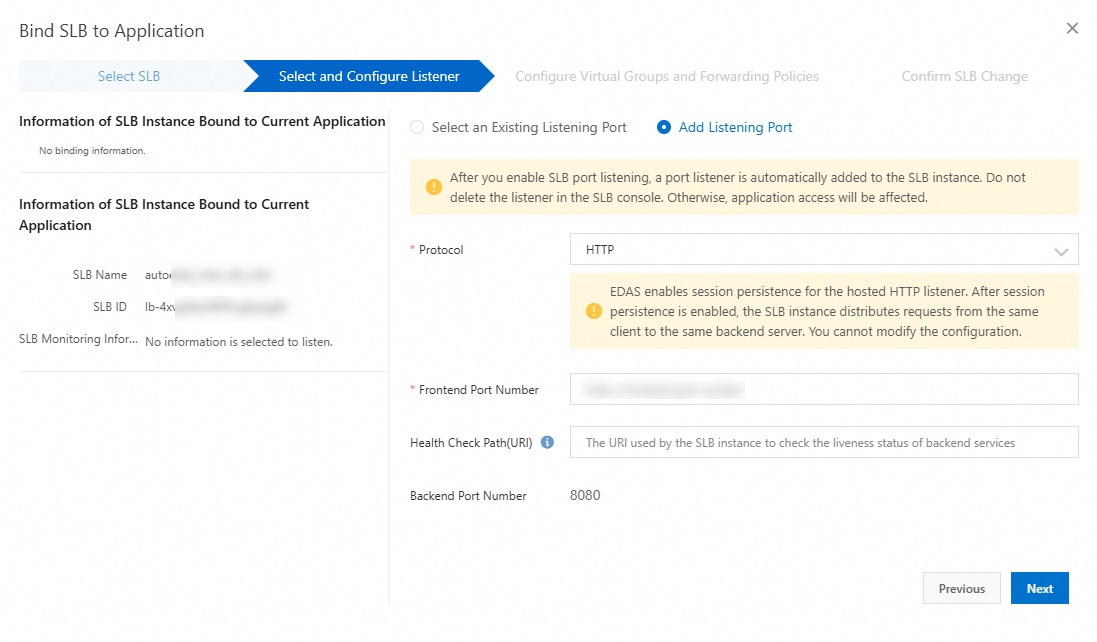 Bind SLB to Application
Select SLB
Select and Configure Listener
Configure Virtual Groups and Forwarding Policies
Confirm SLB Change
Information of SLB Instance Bound to Current Application
No binding information.
Information of SLB Instance Bound to Current
Application
SLB Name
auto
SLB ID
lb-4x
SLB Monitoring Infor...
No information is selected to listen.
Select an Existing Listening Port
Add Listening Port
After you enable SLB port listening, a port listener is automatically added to the SLB instance. Do not
delete the listener in the SLB console. Otherwise, application access will be affected.
* Protocol
HTTP
EDAS enables session persistence for the hosted HTTP listener. After session
persistence is enabled, the SLB instance distributes requests from the same
client to the same backend server. You cannot modify the configuration.
* Frontend Port Number
Health Check Path(URI)
The URI used by the SLB instance to check the liveness status of backend services
Backend Port Number
8080
Previous
Next